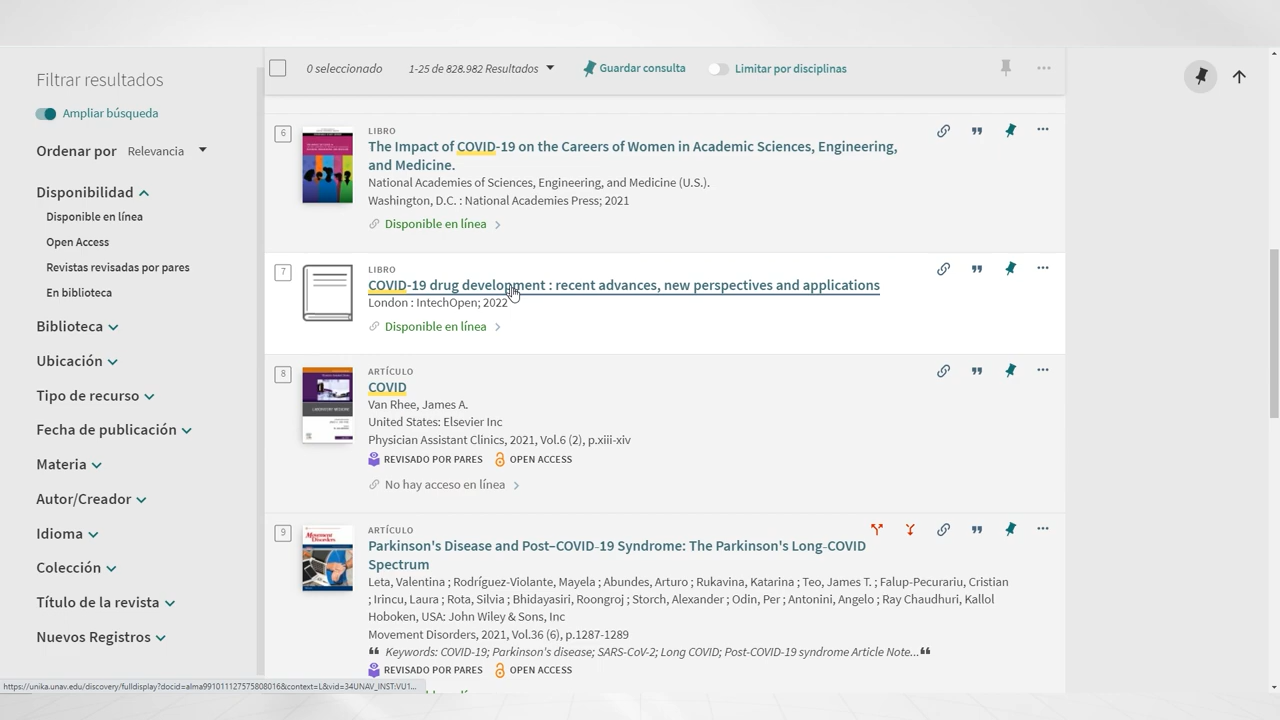 Filtrar resultados
Ampliar búsqueda
Ordenar por Relevancia
Disponibilidad
Disponible en línea
Open Access
Revistas revisadas por pares
En biblioteca
Biblioteca
Ubicación
Tipo de recurso
Fecha de publicación
Materia
Autor/Creador
Idioma
Colección
Título de la revista
Nuevos Registros
0 seleccionado 1-25 de 828.982 Resultados Guardar consulta Limitar por disciplinas
6
LIBRO
The Impact of COVID-19 on the Careers of Women in Academic Sciences, Engineering,
and Medicine.
National Academies of Sciences, Engineering, and Medicine (U.S.).
Washington, D.C. : National Academies Press; 2021
Disponible en línea
7
LIBRO
COVID-19 drug development : recent advances, new perspectives and applications
London : IntechOpen; 2022
Disponible en línea
8
ARTÍCULO
COVID
Van Rhee, James A.
United States: Elsevier Inc
Physician Assistant Clinics, 2021, Vol.6 (2), p.xiii-xiv
REVISADO POR PARES OPEN ACCESS
No hay acceso en línea
9
ARTÍCULO
Parkinson's Disease and Post–COVID‐19 Syndrome: The Parkinson's Long‐COVID
Spectrum
Leta, Valentina ; Rodríguez‐Violante, Mayela ; Abundes, Arturo ; Rukavina, Katarina ; Teo, James T. ; Falup‐Pecurariu, Cristian
; Irincu, Laura ; Rota, Silvia ; Bhidayasiri, Roongroj ; Storch, Alexander ; Odin, Per ; Antonini, Angelo ; Ray Chaudhuri, Kallol
Hoboken, USA: John Wiley & Sons, Inc
Movement Disorders, 2021, Vol.36 (6), p.1287-1289
Keywords: COVID‐19; Parkinson's disease; SARS‐CoV‐2; Long COVID; Post‐COVID‐19 syndrome Article Note...
REVISADO POR PARES OPEN ACCESS
https://unika.unav.edu/discovery/fulldisplay?docid=alma991011127575808016&context=L&vid=34UNAV_INST:VU1...